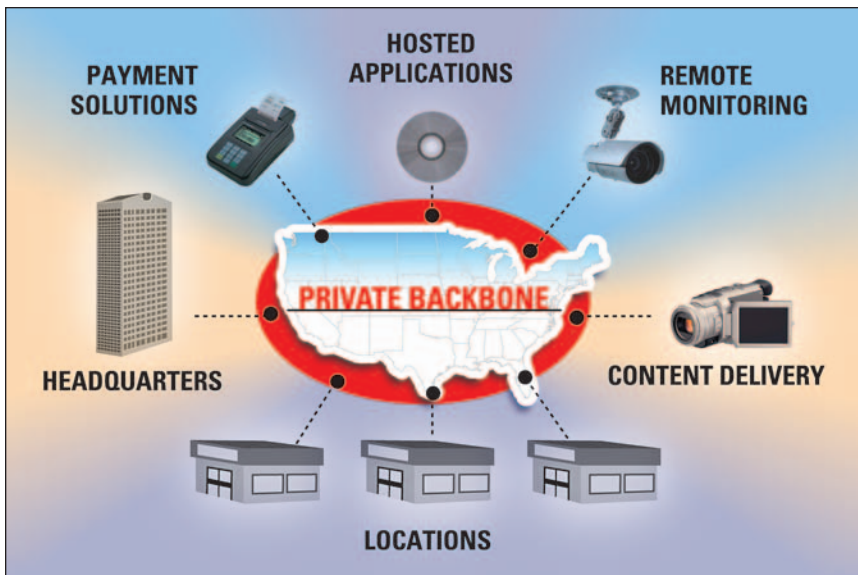 HOSTED
APPLICATIONS
PAYMENT
SOLUTIONS
REMOTE
MONITORING
PRIVATE BACKBONE
HEADQUARTERS
CONTENT DELIVERY
LOCATIONS